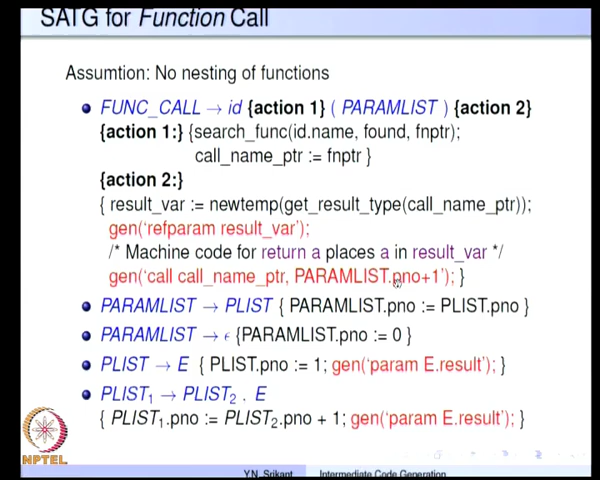 SATG for Function Call
Assumtion: No nesting of functions
FUNC_CALL → id {action 1} ( PARAMLIST ) {action 2}
{action 1:} {search_func(id.name, found, fnptr);
call_name_ptr := fnptr }
{action 2:}
{ result_var := newtemp(get_result_type(call_name_ptr));
gen('refparam result_var');
/* Machine code for return a places a in result_var */
gen('call call_name_ptr, PARAMLIST.pno+1'); }
PARAMLIST → PLIST { PARAMLIST.pno := PLIST.pno }
PARAMLIST → ϵ {PARAMLIST.pno := 0 }
PLIST → E { PLIST.pno := 1; gen('param E.result'); }
PLIST₁ → PLIST₂ , E
{ PLIST₁.pno := PLIST₂.pno + 1; gen('param E.result'); }
NPTEL
Y.N. Srikant Intermediate Code Generation